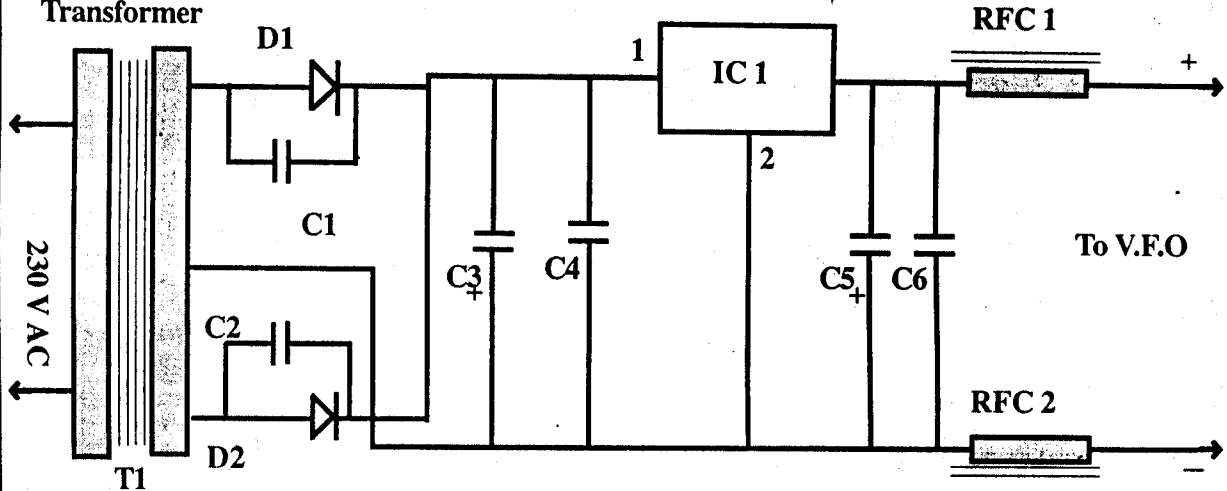 Transformer
D1
1
IC 1
RFC 1
+
2
C1
230 V AC
C3
+
C4
C5
+
C6
To V.F.O
C2
RFC 2
D2
T1
–